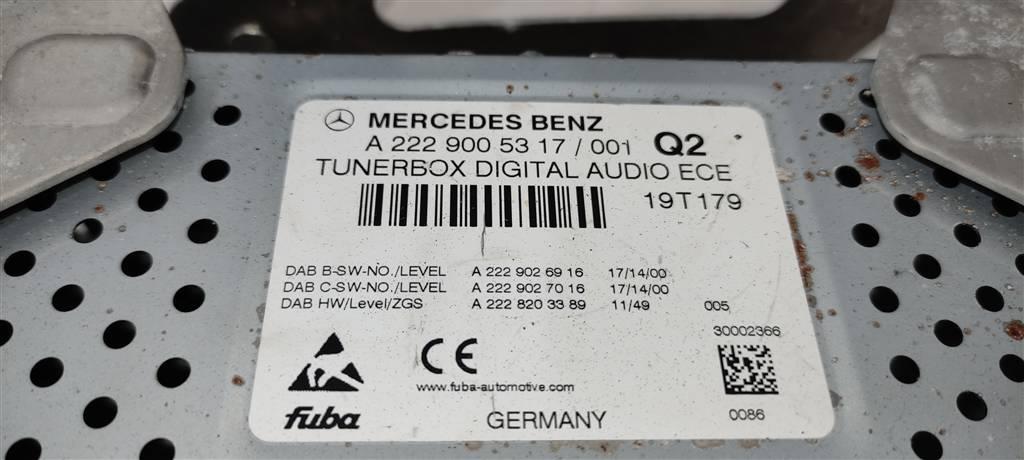 MERCEDES BENZ
A 222 900 53 17 / 001 Q2
TUNERBOX DIGITAL AUDIO ECE
19T179
DAB B-SW-NO./LEVEL A 222 902 69 16 17/14/00
DAB C-SW-NO./LEVEL A 222 902 70 16 17/14/00
DAB HW/Level/ZGS A 222 820 33 89 11/49 005
30002366
CE
www.fuba-automotive.com
fuba GERMANY 0086